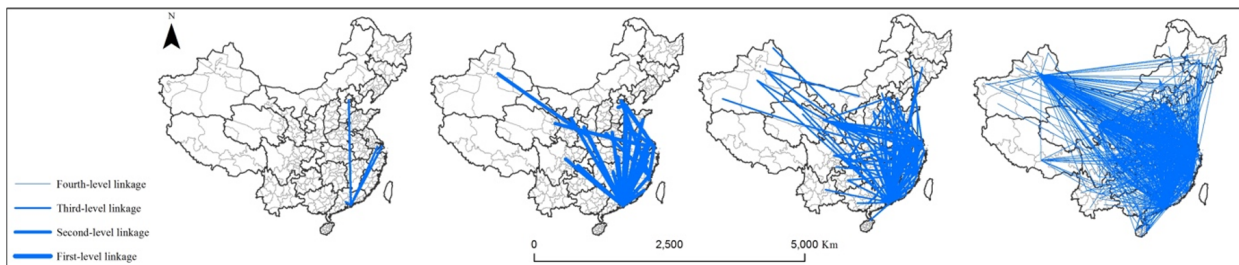 N
Fourth-level linkage
Third-level linkage
Second-level linkage
First-level linkage
0 2,500 5,000 Km